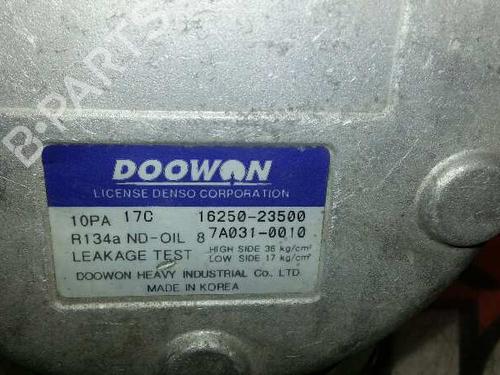 B-PARTS
DOOWON
LICENSE DENSO CORPORATION
10PA 17C 16250-23500
R134a ND-OIL 8 7A031-0010
LEAKAGE TEST HIGH SIDE 36 kg/cm²
LOW SIDE 17 kg/cm²
DOOWON HEAVY INDUSTRIAL Co., LTD
MADE IN KOREA